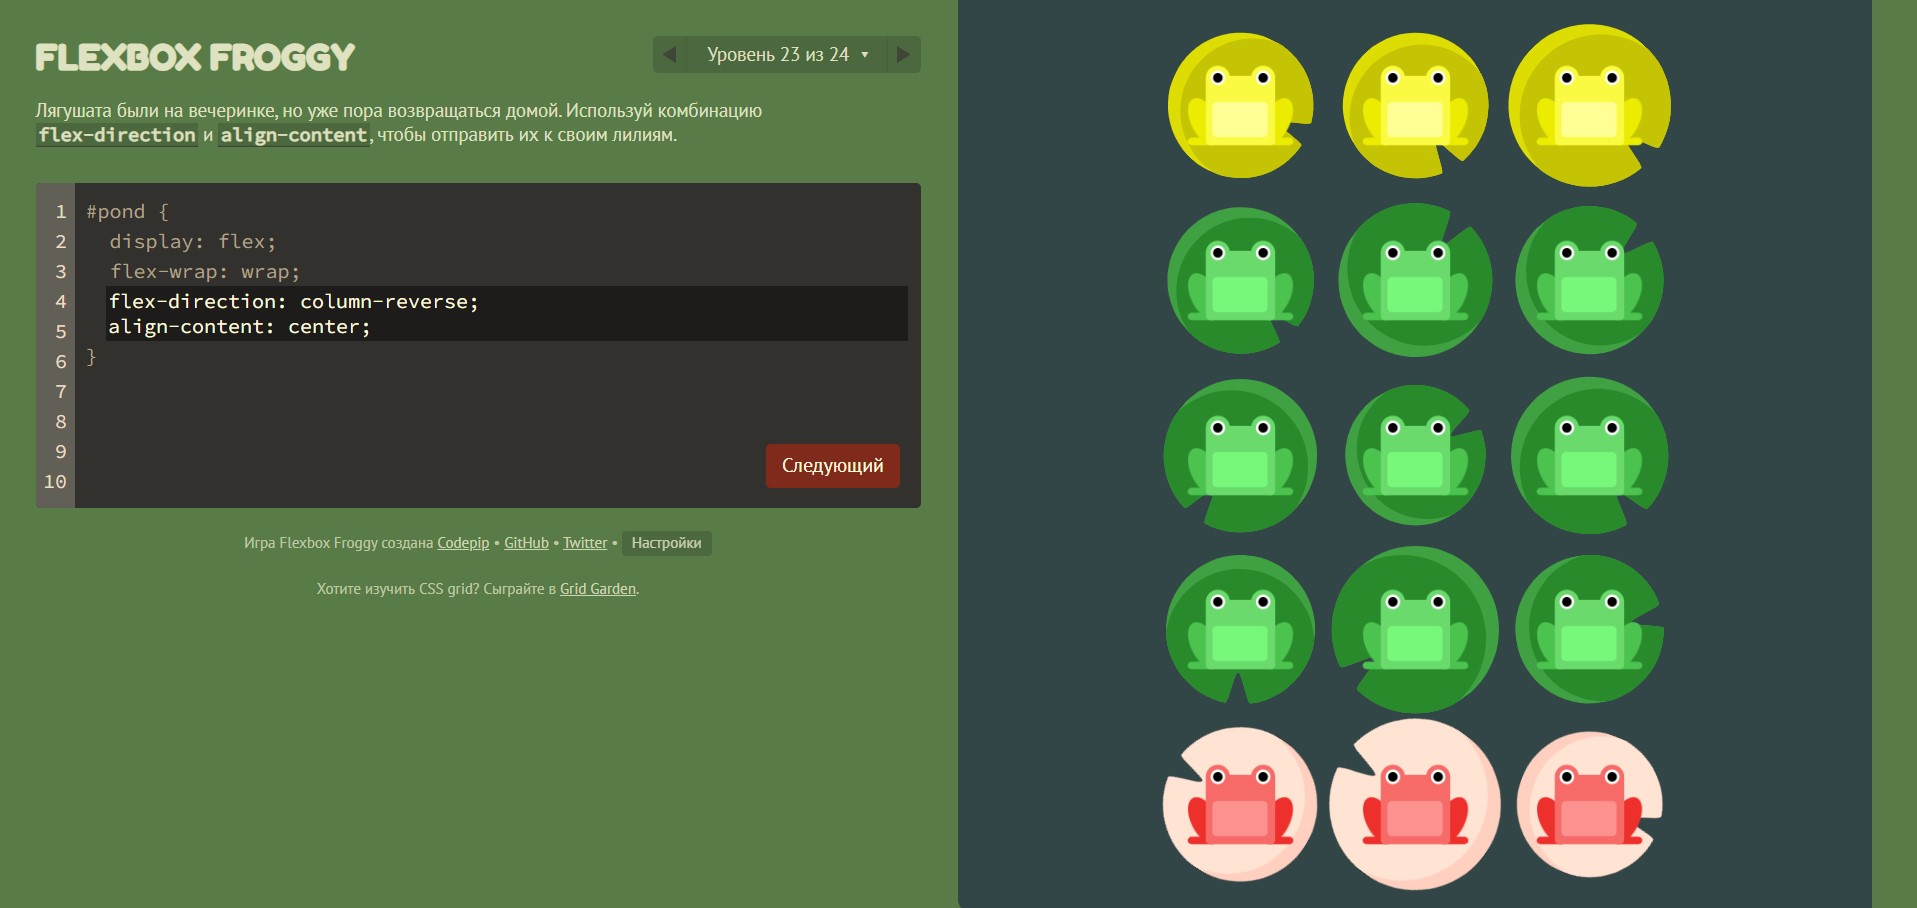 FLEXBOX FROGGY
Уровень 23 из 24
Лягушата были на вечеринке, но уже пора возвращаться домой. Используй комбинацию
flex-direction и align-content, чтобы отправить их к своим лилиям.
1 #pond {
2 display: flex;
3 flex-wrap: wrap;
4 flex-direction: column-reverse;
5 align-content: center;
6 }
7
8
9
10
Следующий
Игра Flexbox Froggy создана Codepip • GitHub • Twitter • Настройки
Хотите изучить CSS grid? Сыграйте в Grid Garden.